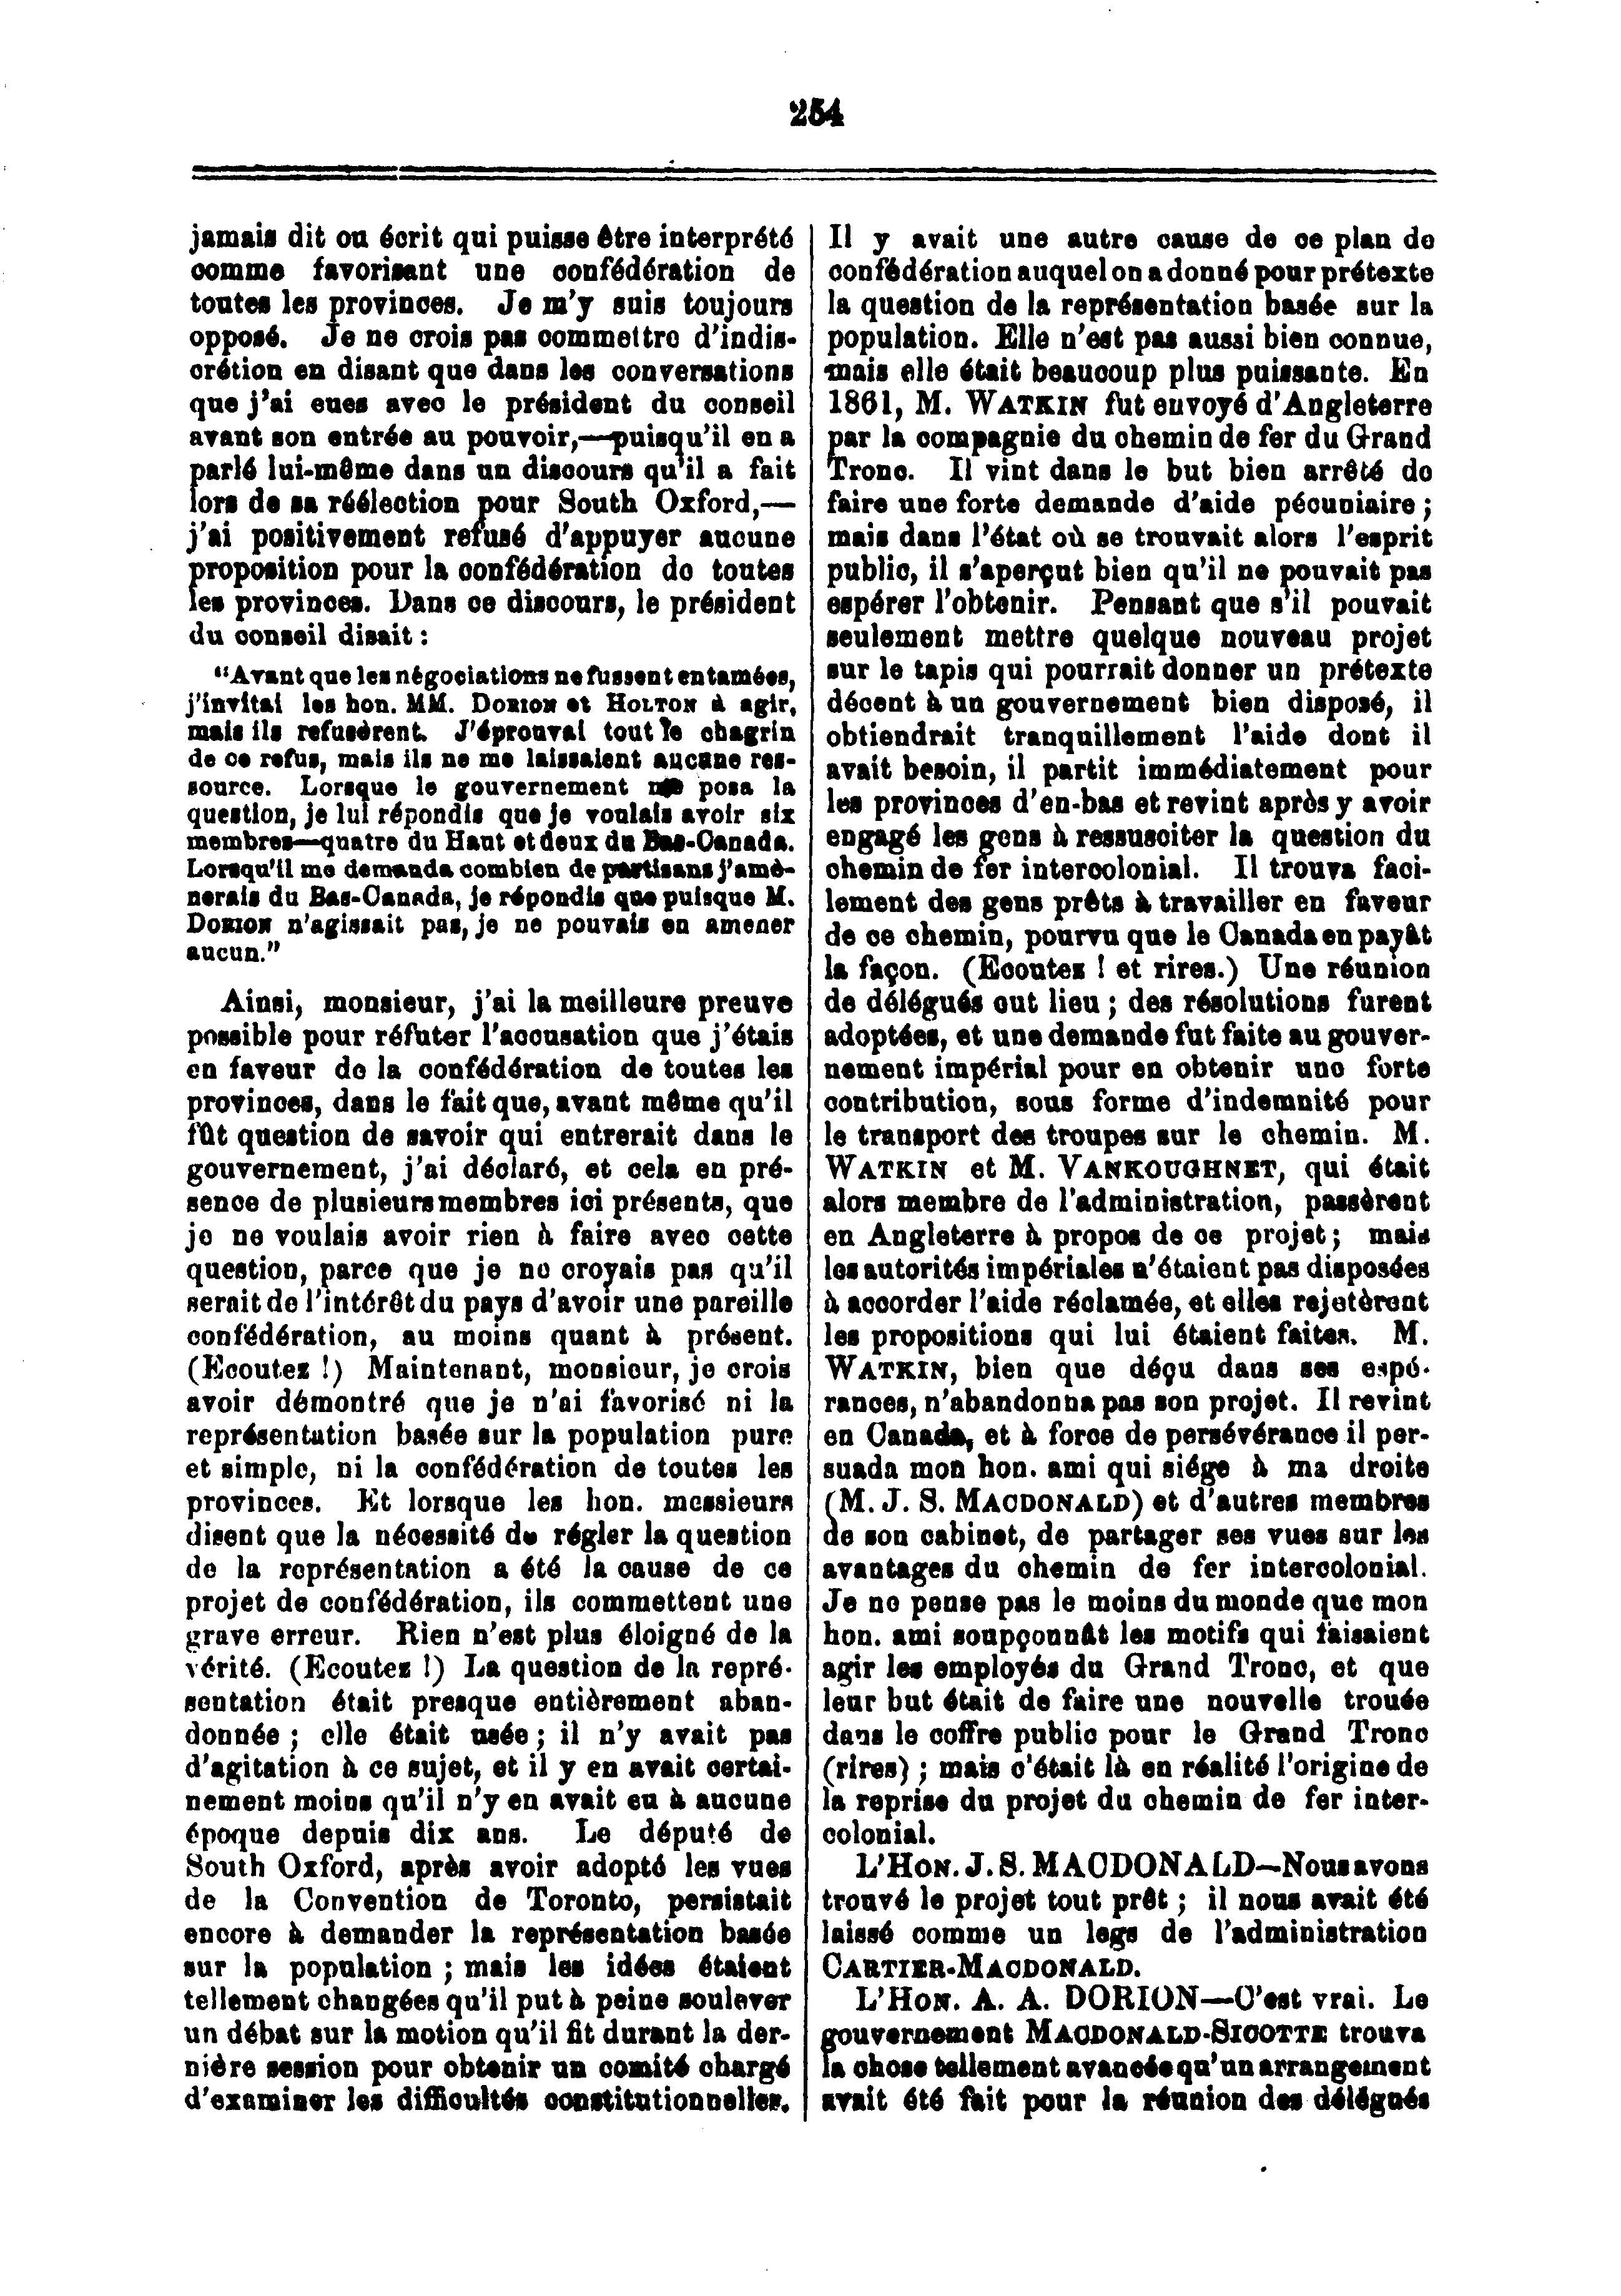 254
jamais dit ou écrit qui puisse être interprété
comme favorisant une confédération de
toutes les provinces. Je m'y suis toujours
opposé. Je ne crois pas commettre d'indis-
crétion en disant que dans les conversations
que j'ai eues avec le président du conseil
avant son entrée au pouvoir,—puisqu'il en a
parlé lui-même dans un discours qu'il a fait
lors de sa réélection pour South Oxford,—
j'ai positivement refusé d'appuyer aucune
proposition pour la confédération de toutes
les provinces. Dans ce discours, le président
du conseil disait :
"Avant que les négociations ne fussent entamées,
j'invitai les hon. MM. DORION et HOLTON à agir,
mais ils refusèrent. J'éprouvai tout le chagrin
de ce refus, mais ils ne me laissaient aucune res-
source. Lorsque le gouvernement me posa la
question, je lui répondis que je voulais avoir six
membres—quatre du Haut et deux du Bas-Canada.
Lorsqu'il me demanda combien de partisans j'amè-
nerais du Bas-Canada, je répondis que puisque M.
DORION n'agissait pas, je ne pouvais en amener
aucun."
Ainsi, monsieur, j'ai la meilleure preuve
possible pour réfuter l'accusation que j'étais
en faveur de la confédération de toutes les
provinces, dans le fait que, avant même qu'il
fût question de savoir qui entrerait dans le
gouvernement, j'ai déclaré, et cela en pré-
sence de plusieurs membres ici présents, que
je ne voulais avoir rien à faire avec cette
question, parce que je ne croyais pas qu'il
serait de l'intérêt du pays d'avoir une pareille
confédération, au moins quant à présent.
(Ecoutez !) Maintenant, monsieur, je crois
avoir démontré que je n'ai favorisé ni la
représentation basée sur la population pure
et simple, ni la confédération de toutes les
provinces. Et lorsque les hon. messieurs
disent que la nécessité de régler la question
de la représentation a été la cause de ce
projet de confédération, ils commettent une
grave erreur. Rien n'est plus éloigné de la
vérité. (Ecoutez !) La question de la repré-
sentation était presque entièrement aban-
donnée ; elle était usée ; il n'y avait pas
d'agitation à ce sujet, et il y en avait certai-
nement moins qu'il n'y en avait eu à aucune
époque depuis dix ans. Le député de
South Oxford, après avoir adopté les vues
de la Convention de Toronto, persistait
encore à demander la représentation basée
sur la population ; mais les idées étaient
tellement changées qu'il put à peine soulever
un débat sur la motion qu'il fit durant la der-
nière session pour obtenir un comité chargé
d'examiner les difficultés constitutionnelles.
Il y avait une autre cause de ce plan de
confédération auquel on a donné pour prétexte
la question de la représentation basée sur la
population. Elle n'est pas aussi bien connue,
mais elle était beaucoup plus puissante. En
1861, M. WATKIN fut envoyé d'Angleterre
par la compagnie du chemin de fer du Grand
Tronc. Il vint dans le but bien arrêté de
faire une forte demande d'aide pécuniaire ;
mais dans l'état où se trouvait alors l'esprit
public, il s'aperçut bien qu'il ne pouvait pas
espérer l'obtenir. Pensant que s'il pouvait
seulement mettre quelque nouveau projet
sur le tapis qui pourrait donner un prétexte
décent à un gouvernement bien disposé, il
obtiendrait tranquillement l'aide dont il
avait besoin, il partit immédiatement pour
les provinces d'en-bas et revint après y avoir
engagé les gens à ressusciter la question du
chemin de fer intercolonial. Il trouva faci-
lement des gens prêts à travailler en faveur
de ce chemin, pourvu que le Canada en payât
la façon. (Ecoutez ! et rires.) Une réunion
de délégués eut lieu ; des résolutions furent
adoptées, et une demande fut faite au gouver-
nement impérial pour en obtenir une forte
contribution, sous forme d'indemnité pour
le transport des troupes sur le chemin. M.
WATKIN et M. VANKOUGHNET, qui était
alors membre de l'administration, passèrent
en Angleterre à propos de ce projet ; mais
les autorités impériales n'étaient pas disposées
à accorder l'aide réclamée, et elles rejetèrent
les propositions qui lui étaient faites. M.
WATKIN, bien que déçu dans ses espé-
rances, n'abandonna pas son projet. Il revint
en Canada, et à force de persévérance il per-
suada mon hon. ami qui siége à ma droite
(M. J. S. MACDONALD) et d'autres membres
de son cabinet, de partager ses vues sur les
avantages du chemin de fer intercolonial.
Je ne pense pas le moins du monde que mon
hon. ami soupçonnât les motifs qui faisaient
agir les employés du Grand Tronc, et que
leur but était de faire une nouvelle trouée
dans le coffre public pour le Grand Tronc
(rires) ; mais c'était là en réalité l'origine de
la reprise du projet du chemin de fer inter-
colonial.
L'HON. J. S. MACDONALD—Nous avons
trouvé le projet tout prêt ; il nous avait été
laissé comme un legs de l'administration
CARTIER-MACDONALD.
L'HON. A. A. DORION—C'est vrai. Le
gouvernement MACDONALD-SICOTTE trouva
la chose tellement avancée qu'un arrangement
avait été fait pour la réunion des délégués